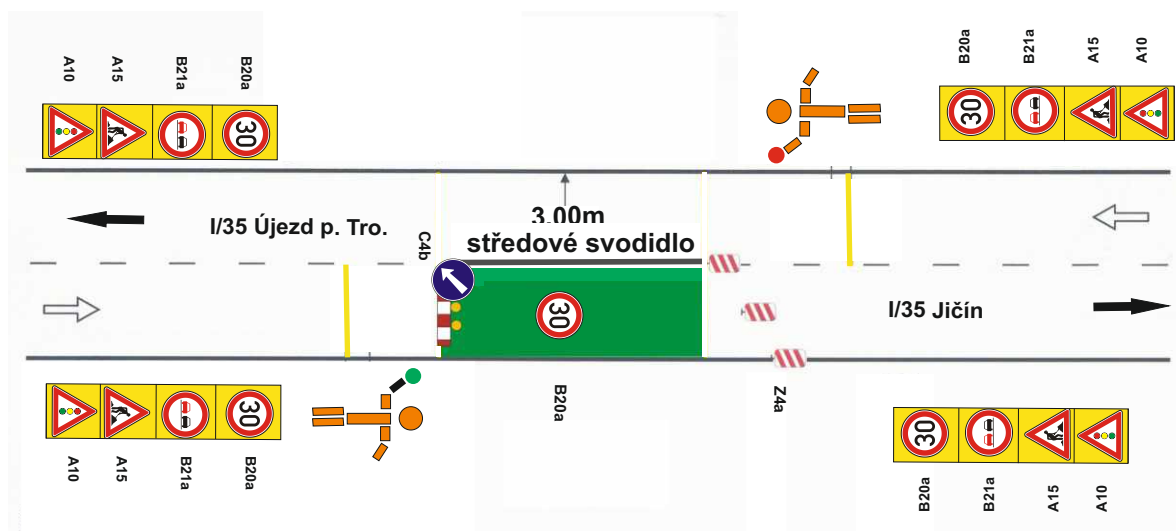 A10
A15
B21a
B20a
30
B20a
B21a
A15
A10
30
3.00m
I/35 Újezd p. Tro.
C4b
středové svodidlo
30
I/35 Jičín
B20a
Z4a
30
A10
A15
B21a
B20a
30
B20a
B21a
A15
A10